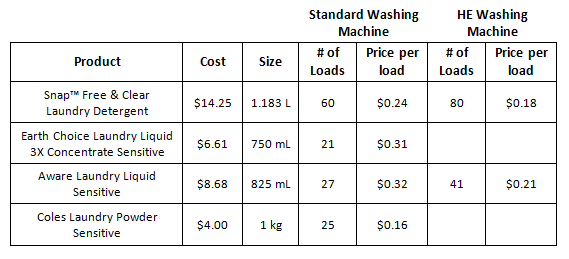 Standard Washing Machine HE Washing Machine
Product Cost Size # of Loads Price per load # of Loads Price per load
Snap™ Free & Clear Laundry Detergent $14.25 1.183 L 60 $0.24 80 $0.18
Earth Choice Laundry Liquid 3X Concentrate Sensitive $6.61 750 mL 21 $0.31
Aware Laundry Liquid Sensitive $8.68 825 mL 27 $0.32 41 $0.21
Coles Laundry Powder Sensitive $4.00 1 kg 25 $0.16